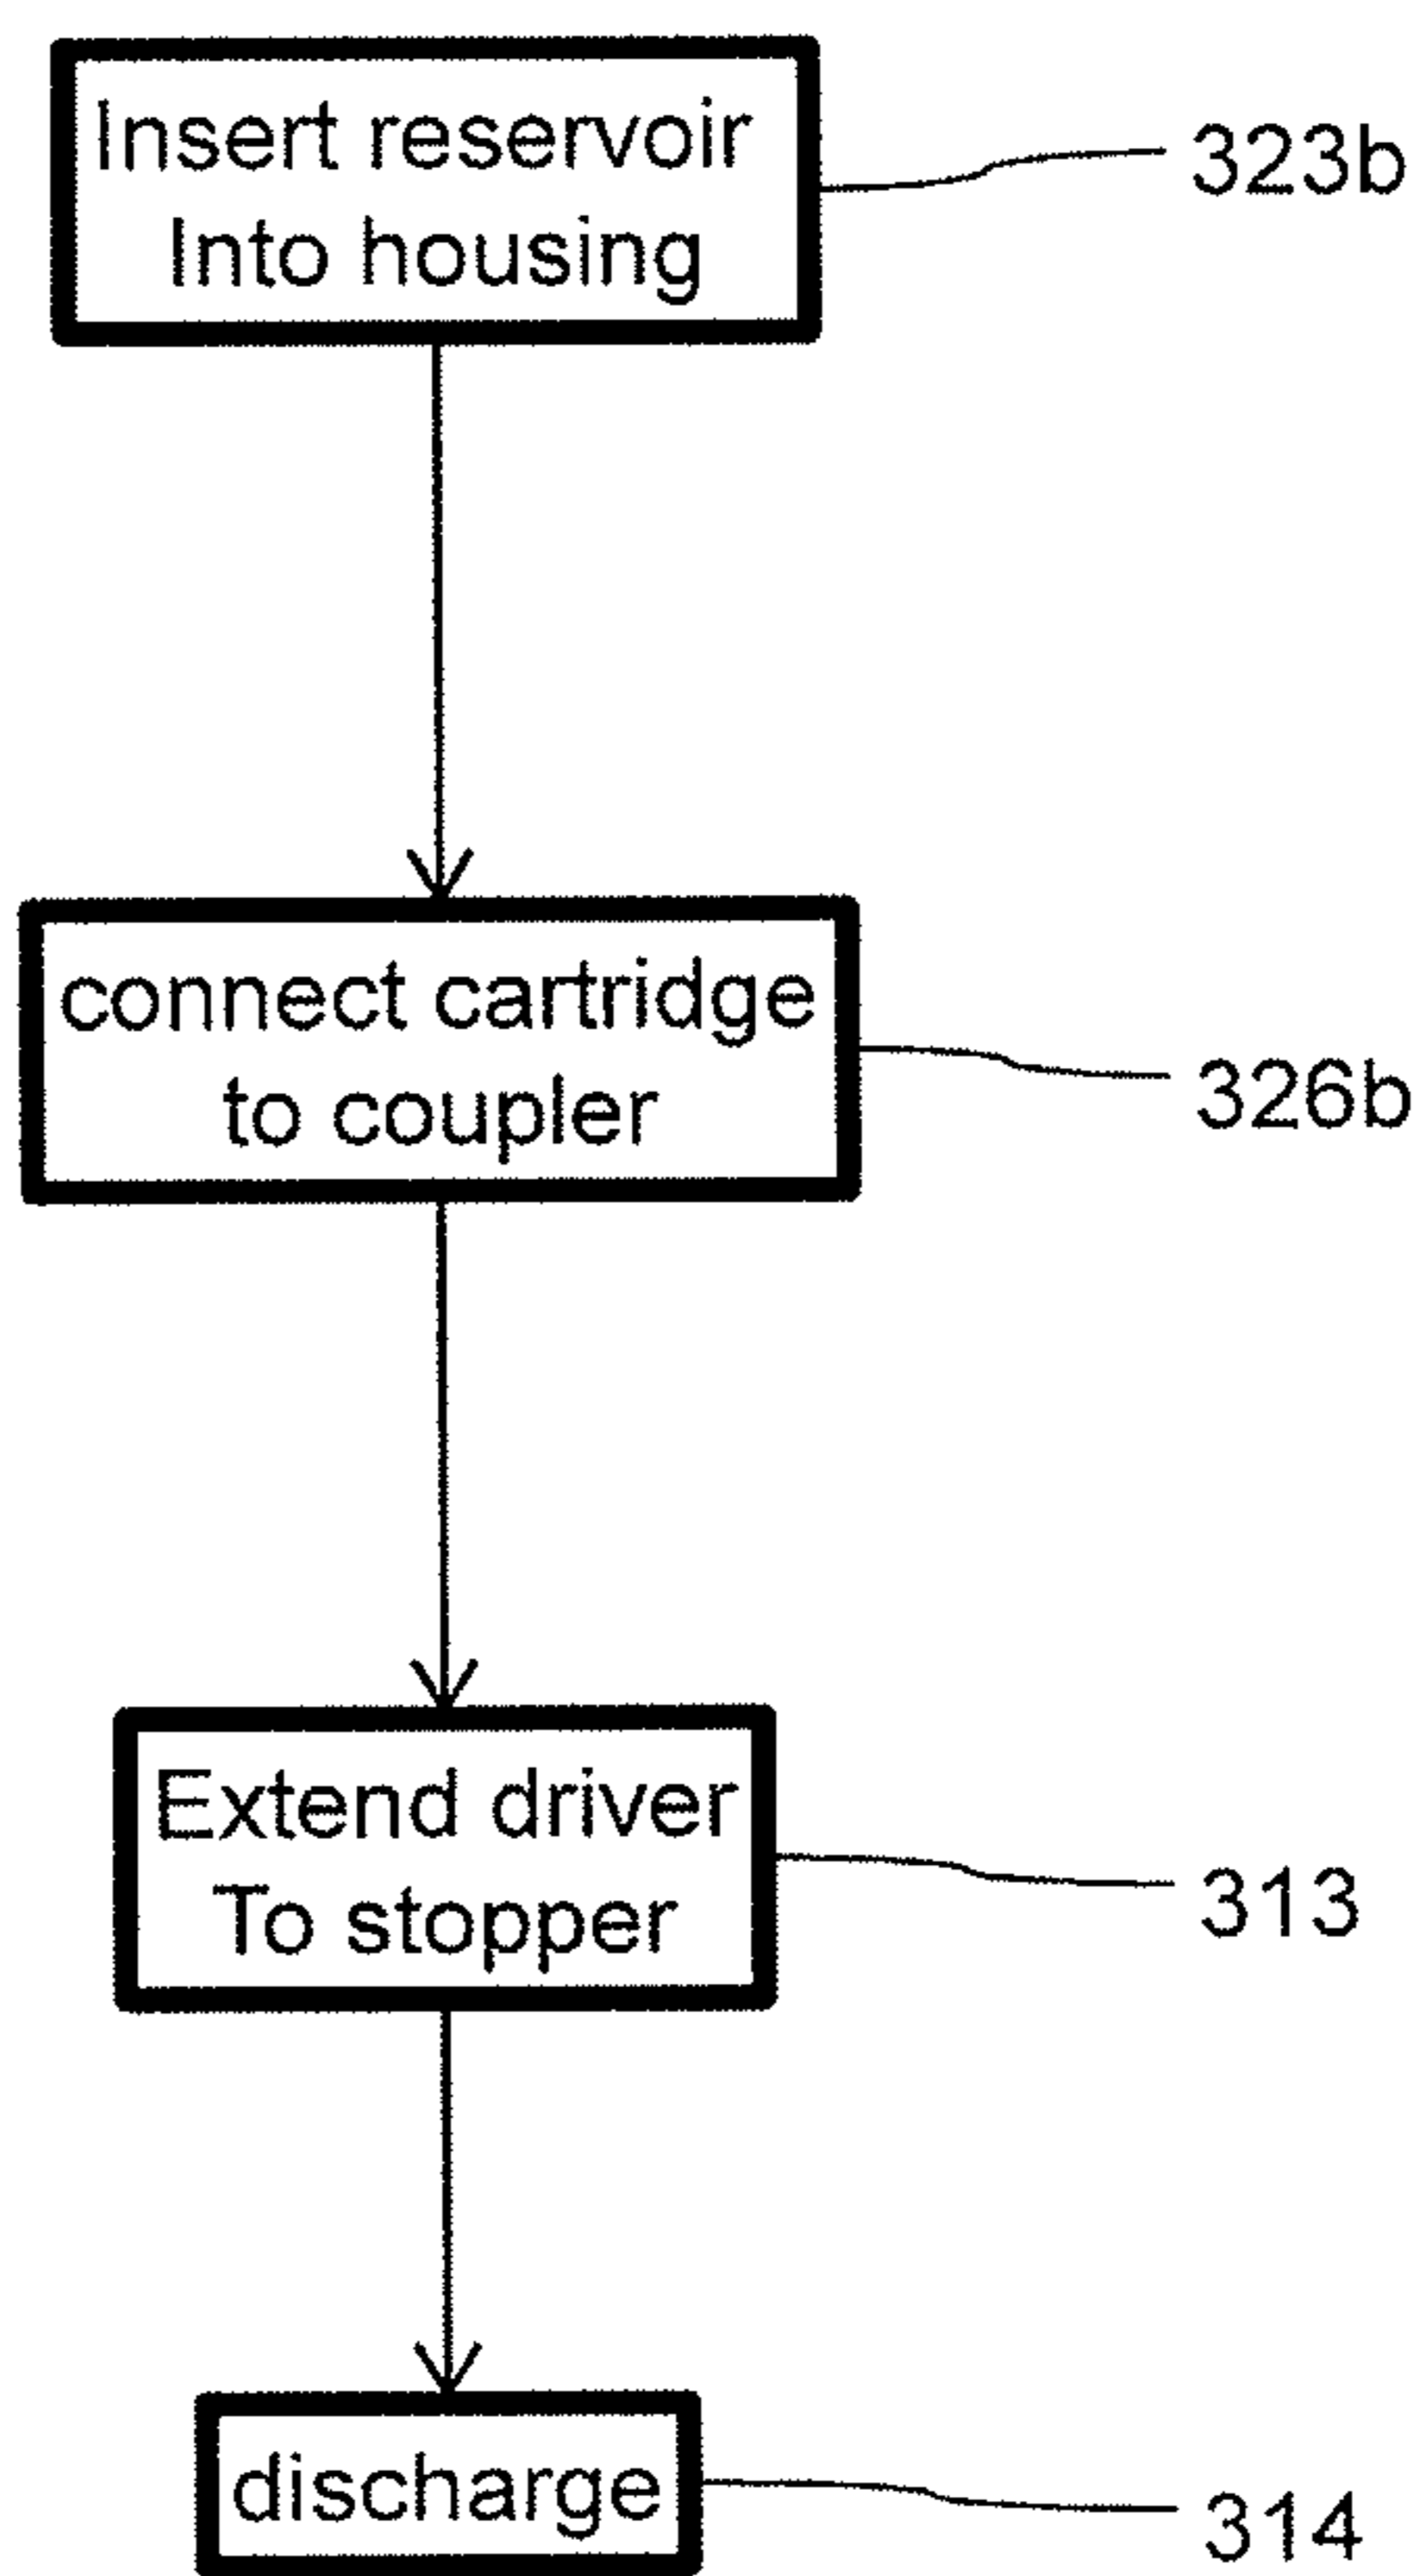 Insert reservoir
Into housing
323b
connect cartridge
to coupler
326b
Extend driver
To stopper
313
discharge
314